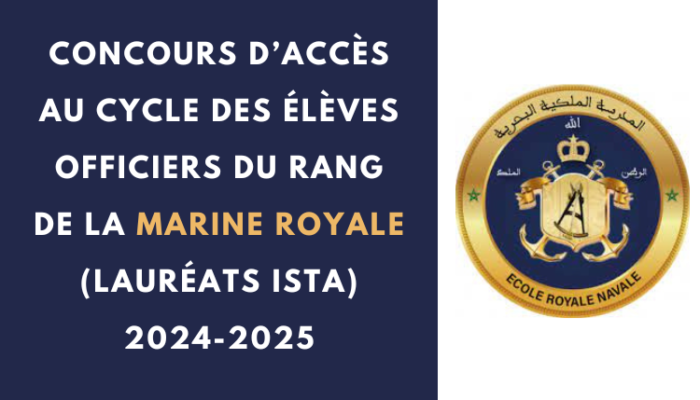 CONCOURS D’ACCÈS
AU CYCLE DES ÉLÈVES
OFFICIERS DU RANG
DE LA MARINE ROYALE
(LAURÉATS ISTA)
2024-2025
المدرسة الملكية البحرية
الله
الوطن
الملك
ECOLE ROYALE NAVALE